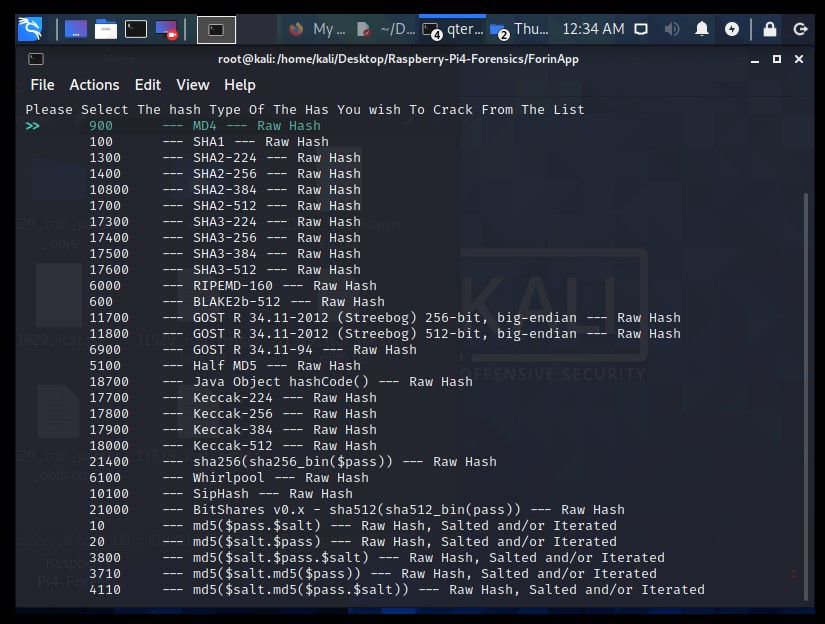 My ... ~/D... qter... 4 2 Thu... 12:34 AM
root@kali: /home/kali/Desktop/Raspberry-Pi4-Forensics/ForinApp
File Actions Edit View Help
Please Select The hash Type Of The Has You wish To Crack From The List
>> 900 --- MD4 --- Raw Hash
100 --- SHA1 --- Raw Hash
1300 --- SHA2-224 --- Raw Hash
1400 --- SHA2-256 --- Raw Hash
10800 --- SHA2-384 --- Raw Hash
1700 --- SHA2-512 --- Raw Hash
17300 --- SHA3-224 --- Raw Hash
17400 --- SHA3-256 --- Raw Hash
17500 --- SHA3-384 --- Raw Hash
17600 --- SHA3-512 --- Raw Hash
6000 --- RIPEMD-160 --- Raw Hash
600 --- BLAKE2b-512 --- Raw Hash
11700 --- GOST R 34.11-2012 (Streebog) 256-bit, big-endian --- Raw Hash
11800 --- GOST R 34.11-2012 (Streebog) 512-bit, big-endian --- Raw Hash
6900 --- GOST R 34.11-94 --- Raw Hash
5100 --- Half MD5 --- Raw Hash
18700 --- Java Object hashCode() --- Raw Hash
17700 --- Keccak-224 --- Raw Hash
17800 --- Keccak-256 --- Raw Hash
17900 --- Keccak-384 --- Raw Hash
18000 --- Keccak-512 --- Raw Hash
21400 --- sha256(sha256_bin($pass)) --- Raw Hash
6100 --- Whirlpool --- Raw Hash
10100 --- SipHash --- Raw Hash
21000 --- BitShares v0.x - sha512(sha512_bin(pass)) --- Raw Hash
10 --- md5($pass.$salt) --- Raw Hash, Salted and/or Iterated
20 --- md5($salt.$pass) --- Raw Hash, Salted and/or Iterated
3800 --- md5($salt.$pass.$salt) --- Raw Hash, Salted and/or Iterated
3710 --- md5($salt.md5($pass)) --- Raw Hash, Salted and/or Iterated
4110 --- md5($salt.md5($pass.$salt)) --- Raw Hash, Salted and/or Iterated
:
KALI
OFFENSIVE SECURITY